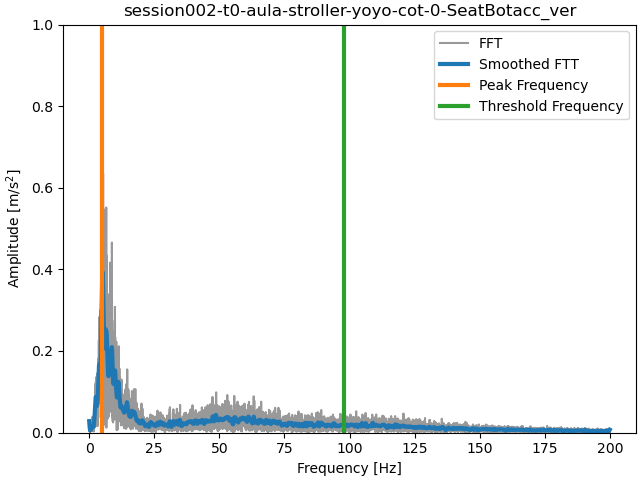 session002-t0-aula-stroller-yoyo-cot-0-SeatBotacc_ver
1.0
0.8
0.6
0.4
0.2
0.0
Amplitude [m/s²]
FFT
Smoothed FTT
Peak Frequency
Threshold Frequency
0 25 50 75 100 125 150 175 200
Frequency [Hz]